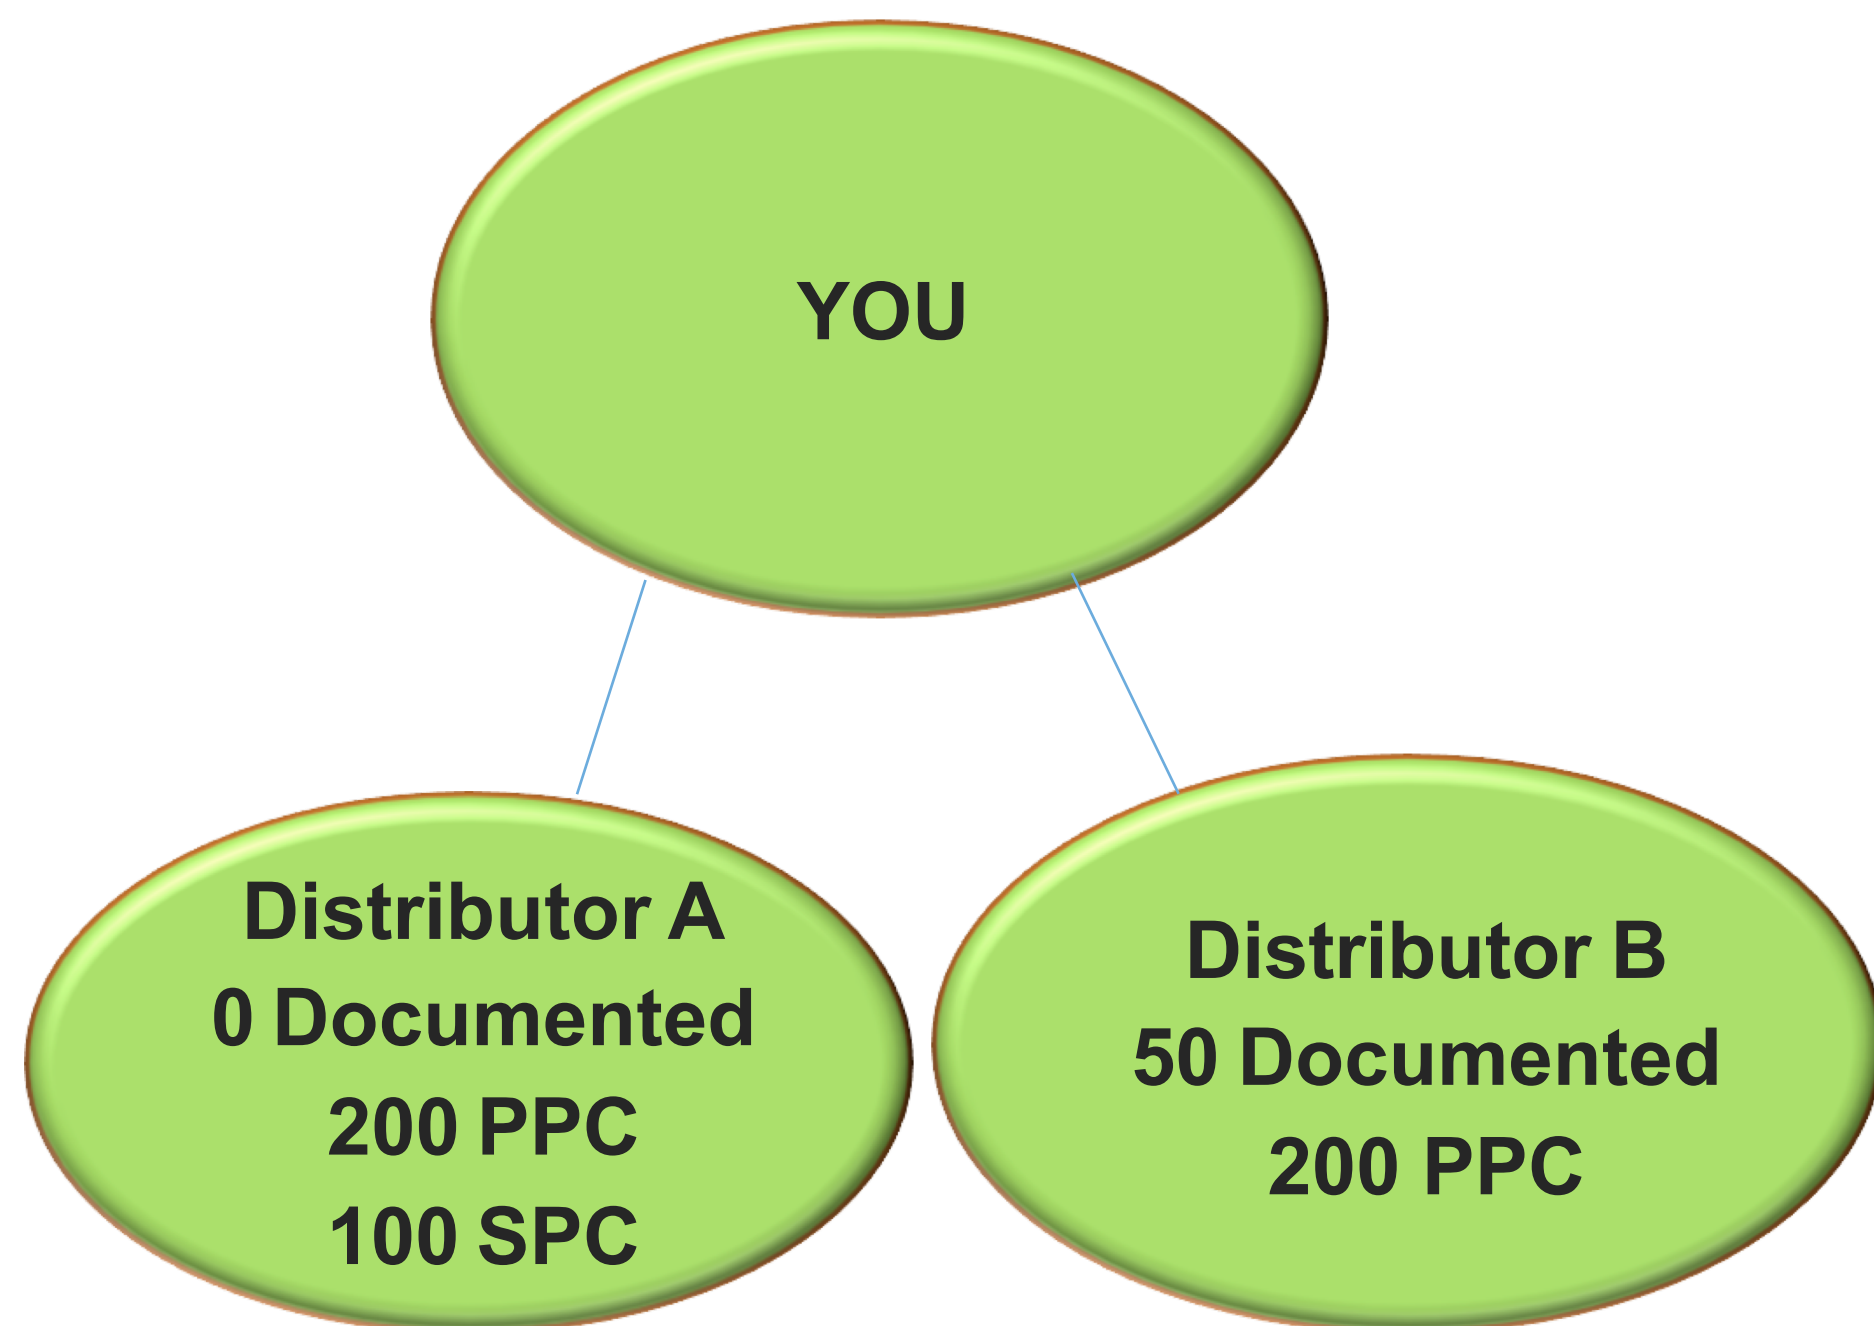 YOU
Distributor A
0 Documented
200 PPC
100 SPC
Distributor B
50 Documented
200 PPC